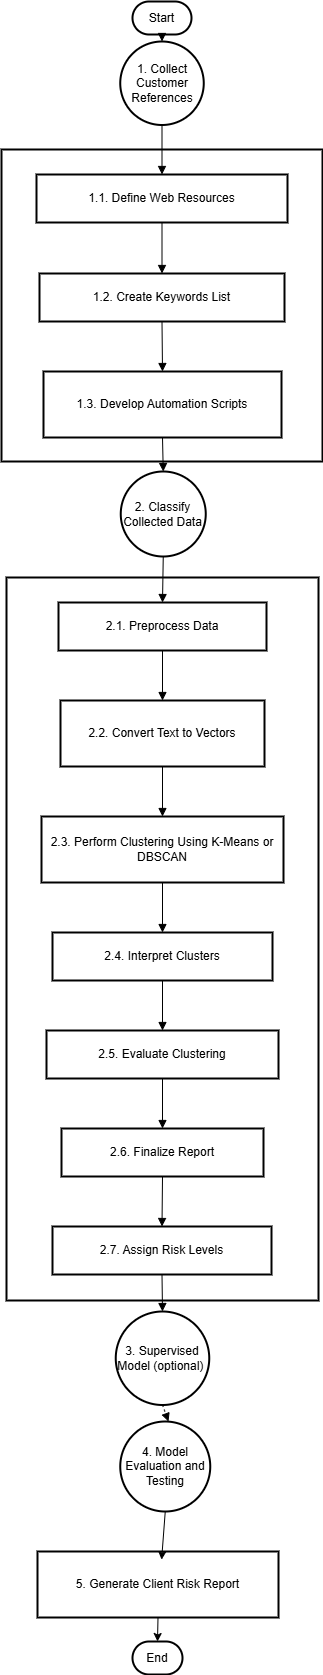 Start
1. Collect
Customer
References
1.1. Define Web Resources
1.2. Create Keywords List
1.3. Develop Automation Scripts
2. Classify
Collected Data
2.1. Preprocess Data
2.2. Convert Text to Vectors
2.3. Perform Clustering Using K-Means or
DBSCAN
2.4. Interpret Clusters
2.5. Evaluate Clustering
2.6. Finalize Report
2.7. Assign Risk Levels
3. Supervised
Model (optional)
4. Model
Evaluation and
Testing
5. Generate Client Risk Report
End